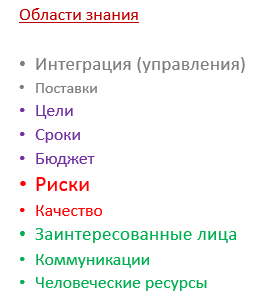 Области знания
• Интеграция (управления)
• Поставки
• Цели
• Сроки
• Бюджет
• Риски
• Качество
• Заинтересованные лица
• Коммуникации
• Человеческие ресурсы